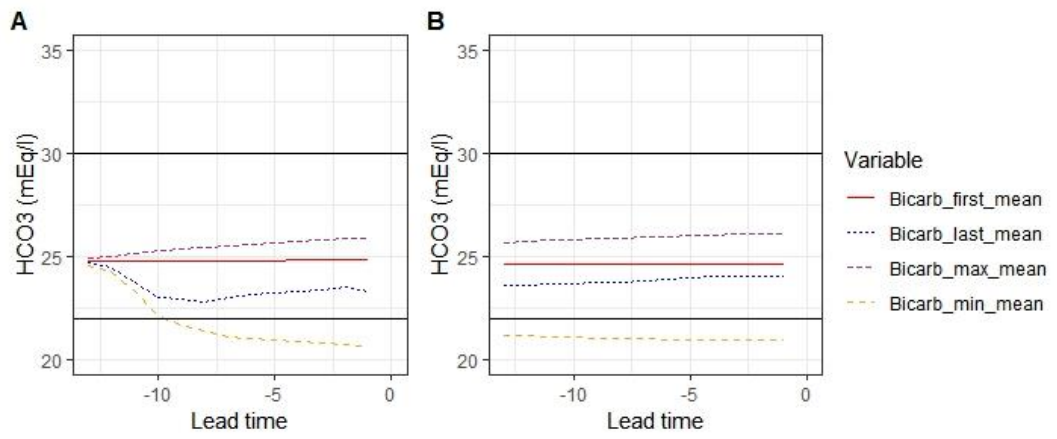 A
B
35
30
25
20
HCO3 (mEq/l)
-10
-5
0
Lead time
35
30
25
20
HCO3 (mEq/l)
-10
-5
0
Lead time
Variable
Bicarb_first_mean
Bicarb_last_mean
Bicarb_max_mean
Bicarb_min_mean